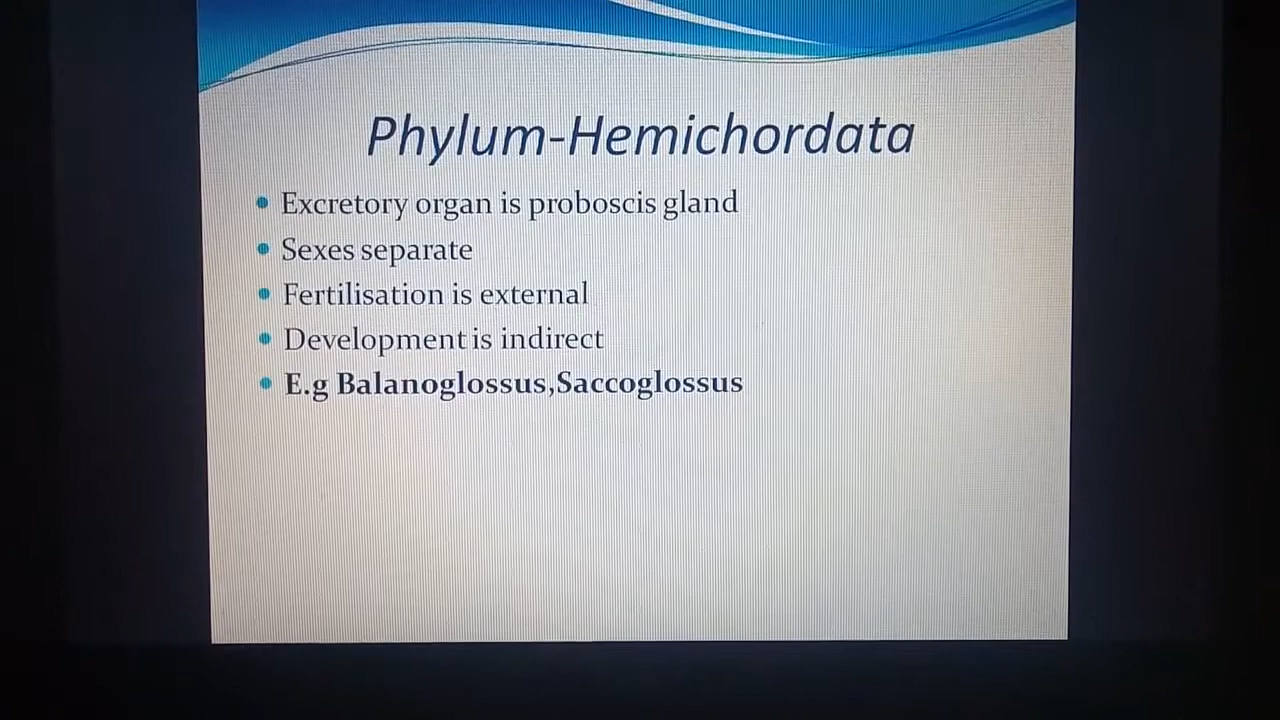 Phylum-Hemichordata
• Excretory organ is proboscis gland
• Sexes separate
• Fertilisation is external
• Development is indirect
• E.g Balanoglossus,Saccoglossus